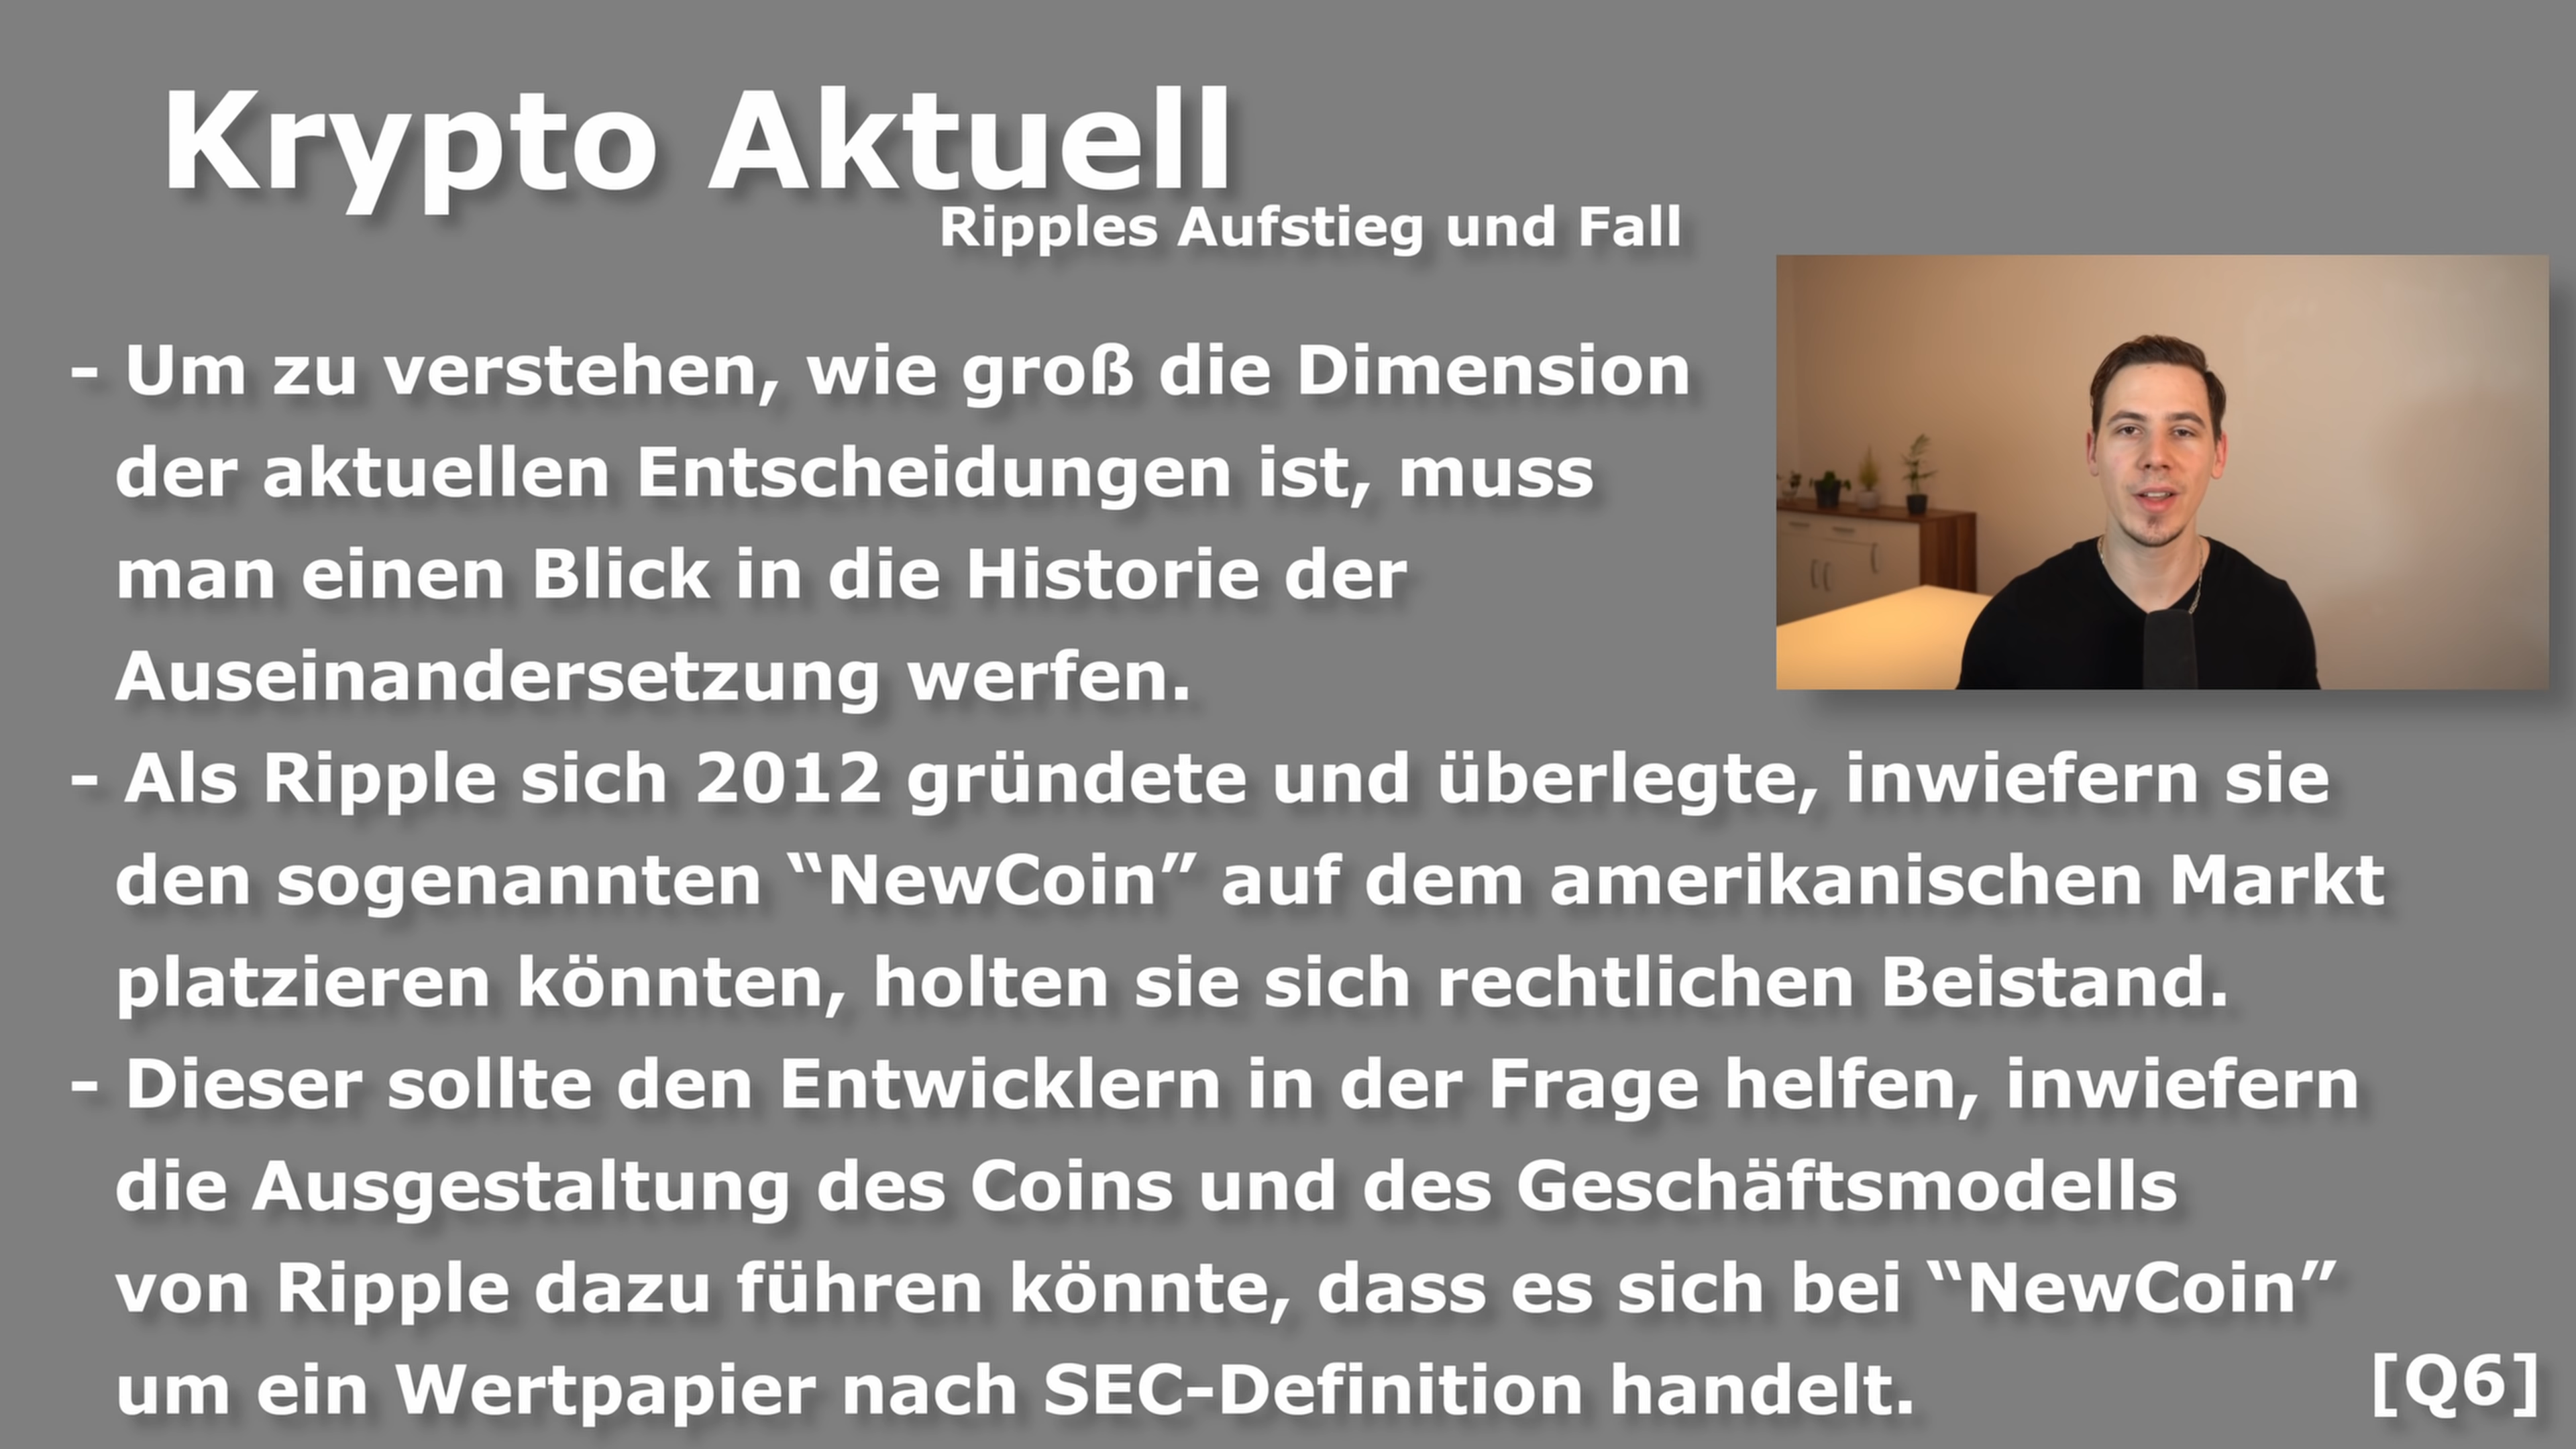 Krypto Aktuell
Ripples Aufstieg und Fall
- Um zu verstehen, wie groß die Dimension
der aktuellen Entscheidungen ist, muss
man einen Blick in die Historie der
Auseinandersetzung werfen.
- Als Ripple sich 2012 gründete und überlegte, inwiefern sie
den sogenannten “NewCoin” auf dem amerikanischen Markt
platzieren könnten, holten sie sich rechtlichen Beistand.
- Dieser sollte den Entwicklern in der Frage helfen, inwiefern
die Ausgestaltung des Coins und des Geschäftsmodells
von Ripple dazu führen könnte, dass es sich bei “NewCoin”
um ein Wertpapier nach SEC-Definition handelt.
[Q6]